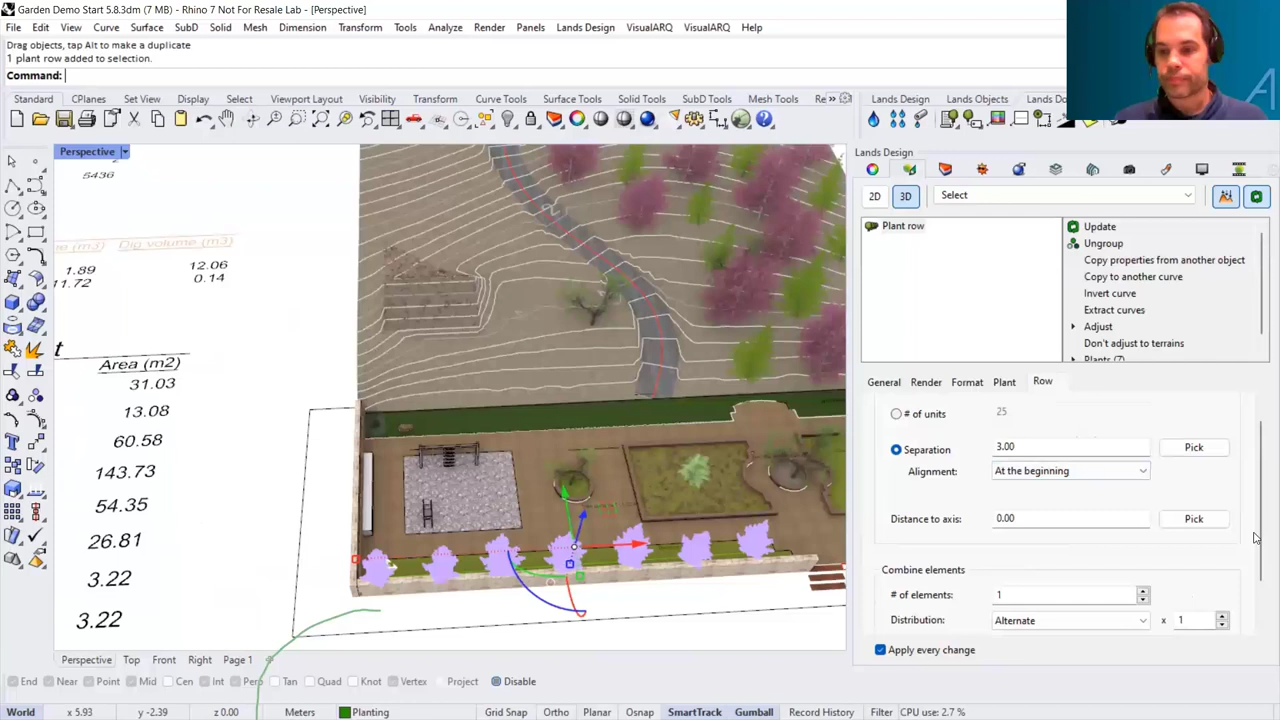 Garden Demo Start 5.8.3dm (7 MB) - Rhino 7 Not For Resale Lab - [Perspective]
File Edit View Curve Surface SubD Solid Mesh Dimension Transform Tools Analyze Render Panels Lands Design VisualARQ VisualARQ Help
Drag objects, tap Alt to make a duplicate
1 plant row added to selection.
Command:
Standard CPlanes Set View Display Select Viewport Layout Visibility Transform Curve Tools Surface Tools Solid Tools SubD Tools Mesh Tools Re » Lands Design Lands Objects Lands Do
Perspective
Lands Design
5436
2D 3D Select
Plant row
Update
Ungroup
Copy properties from another object
Copy to another curve
Invert curve
Extract curves
Adjust
Don't adjust to terrains
Plants (7)
(m3) Dig volume (m3)
1.89 12.06
11.72 0.14
t
Area (m2)
31.03
13.08
60.58
143.73
54.35
26.81
3.22
3.22
General Render Format Plant Row
# of units 25
Separation 3.00 Pick
Alignment: At the beginning
Distance to axis: 0.00 Pick
Combine elements
# of elements: 1
Distribution: Alternate x 1
Apply every change
Perspective Top Front Right Page 1
End Near Point Mid Cen Int Perp Tan Quad Knot Vertex Project Disable
World x 5.93 y -2.39 z 0.00 Meters Planting Grid Snap Ortho Planar Osnap SmartTrack Gumball Record History Filter CPU use: 2.7 %